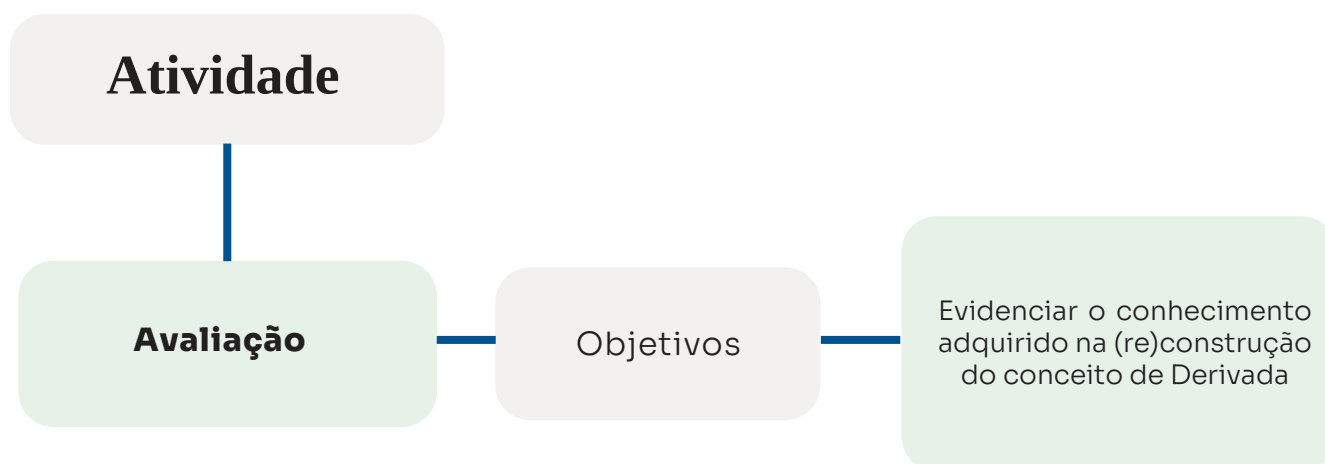 Atividade
Avaliação
Objetivos
Evidenciar o conhecimento
adquirido na (re)construção
do conceito de Derivada